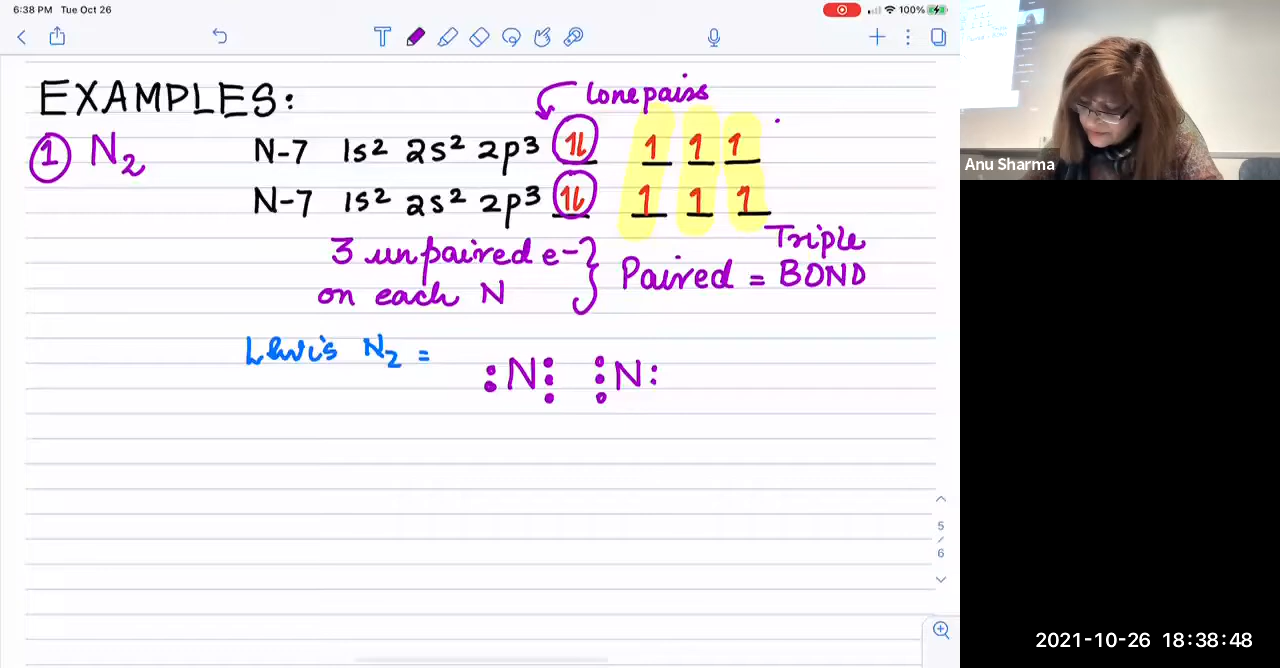 6:38 PM Tue Oct 26
100%
EXAMPLES:
Lone pairs
① N₂ N-7 1s² 2s² 2p³ 1l 1 1 1
N-7 1s² 2s² 2p³ 1l 1 1 1
3 unpaired e- } Paired = Triple BOND
on each N
Lewis N₂ = :N⋮ ⋮N:
Anu Sharma
5
/
6
2021-10-26 18:38:48